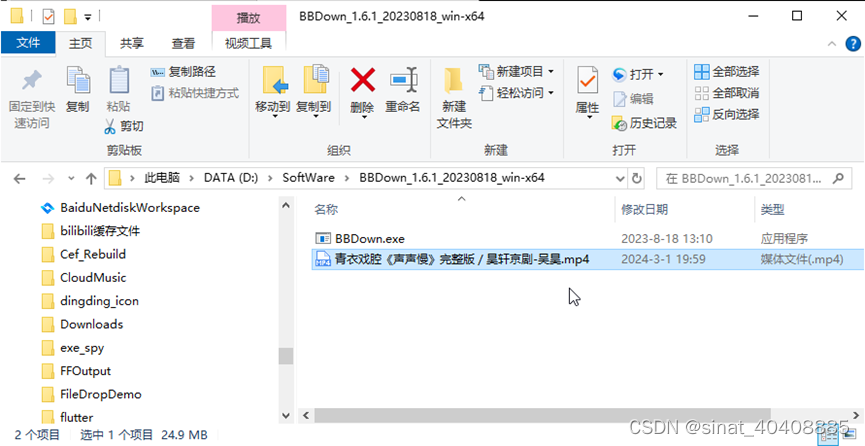 播放
BBDown_1.6.1_20230818_win-x64
文件
主页
共享
查看
视频工具
固定到快
速访问
复制
粘贴
复制路径
粘贴快捷方式
剪切
剪贴板
移动到
复制到
删除
重命名
组织
新建
文件夹
新建项目
轻松访问
新建
属性
打开
编辑
历史记录
打开
全部选择
全部取消
反向选择
选择
此电脑 > DATA (D:) > SoftWare > BBDown_1.6.1_20230818_win-x64
在 BBDown_1.6.1_2023081...
BaiduNetdiskWorkspace
bilibili缓存文件
Cef_Rebuild
CloudMusic
dingding_icon
Downloads
exe_spy
FFOutput
FileDropDemo
flutter
名称 修改日期 类型
BBDown.exe 2023-8-18 13:10 应用程序
青衣戏腔《声声慢》完整版 / 昊轩京剧-吴昊.mp4 2024-3-1 19:59 媒体文件(.mp4)
2 个项目 选中 1 个项目 24.9 MB
CSDN @sinat_40408885